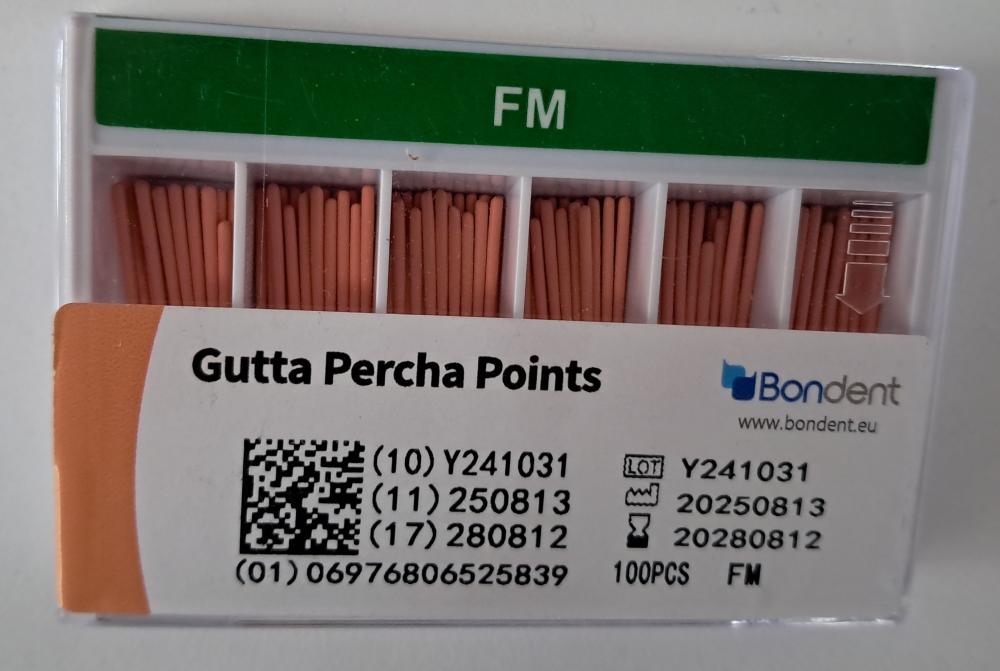 FM
Gutta Percha Points
Bondent
www.bondent.eu
(10) Y241031
(11) 250813
(17) 280812
(01) 06976806525839
LOT Y241031
20250813
20280812
100PCS FM